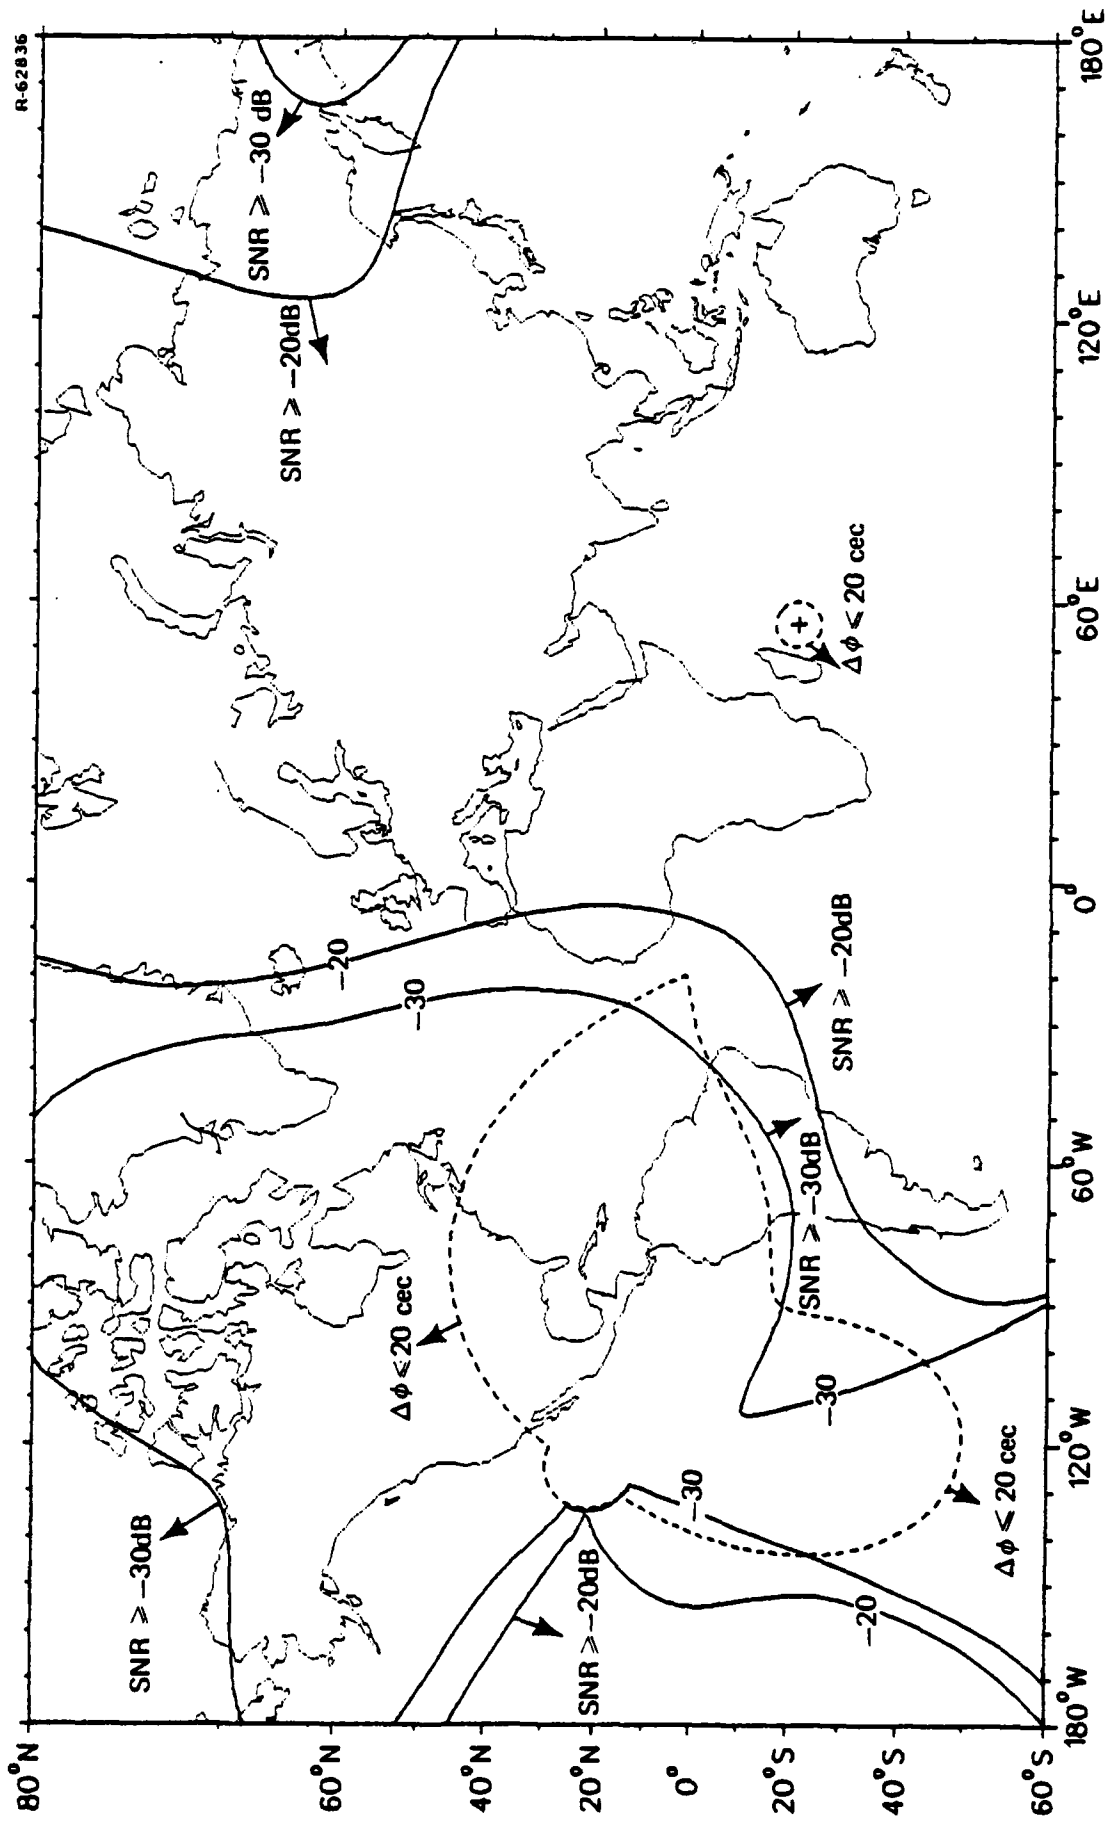 R-62836
80°N
60°N
40°N
20°N
0°
20°S
40°S
60°S
180°W
120°W
60°W
0°
60°E
120°E
180°E
SNR ⩾ -30dB
SNR ⩾ -30 dB
SNR ⩾ -20dB
-20
-30
Δϕ ⩽ 20 cec
SNR ⩾ -20dB
-30
-20
-30
SNR ⩾ -30dB
SNR ⩾ -20dB
Δϕ ⩽ 20 cec
+
Δϕ ⩽ 20 cec